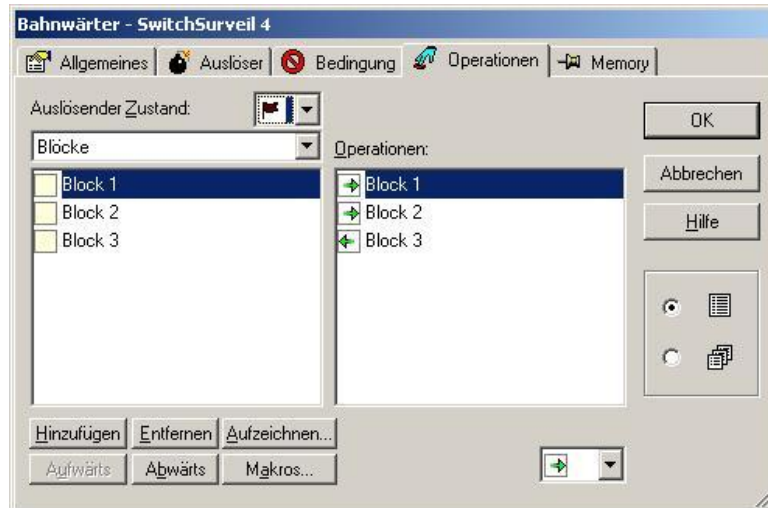 Bahnwärter - SwitchSurveil 4
Allgemeines Auslöser Bedingung Operationen Memory
Auslösender Zustand:
Blöcke
Operationen:
Block 1
Block 2
Block 3
Block 1
Block 2
Block 3
OK
Abbrechen
Hilfe
Hinzufügen Entfernen Aufzeichnen...
Aufwärts Abwärts Makros...